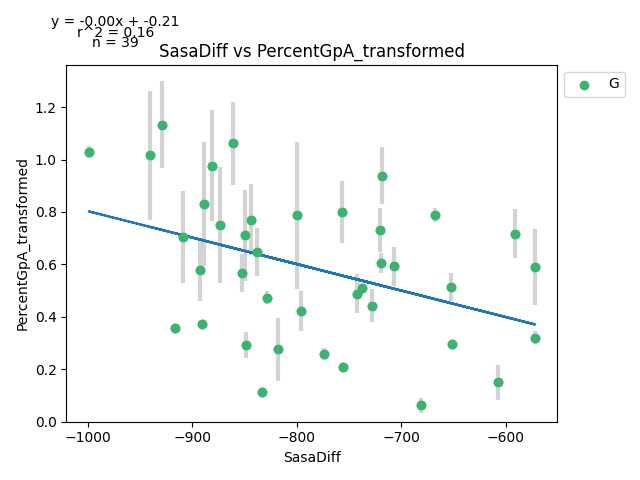 y = -0.00x + -0.21
r^2 = 0.16
n = 39
SasaDiff vs PercentGpA_transformed
G
PercentGpA_transformed
1.2
1.0
0.8
0.6
0.4
0.2
0.0
−1000 −900 −800 −700 −600
SasaDiff